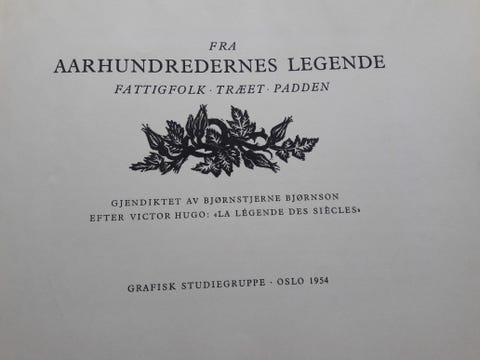 FRA
AARHUNDREDERNES LEGENDE
FATTIGFOLK · TRÆET · PADDEN
GJENDIKTET AV BJØRNSTJERNE BJØRNSON
EFTER VICTOR HUGO: «LA LÉGENDE DES SIÈCLES»
GRAFISK STUDIEGRUPPE · OSLO 1954